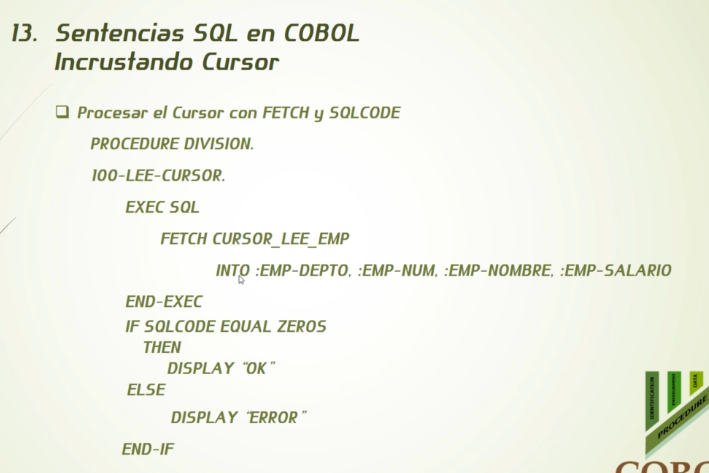 13. Sentencias SQL en COBOL
Incrustando Cursor
Procesar el Cursor con FETCH y SQLCODE
PROCEDURE DIVISION.
100-LEE-CURSOR.
EXEC SQL
FETCH CURSOR_LEE_EMP
INTO :EMP-DEPTO, :EMP-NUM, :EMP-NOMBRE, :EMP-SALARIO
END-EXEC
IF SQLCODE EQUAL ZEROS
THEN
DISPLAY "OK"
ELSE
DISPLAY "ERROR"
END-IF
IDENTIFICATION
ENVIRONMENT
DATA
PROCEDURE